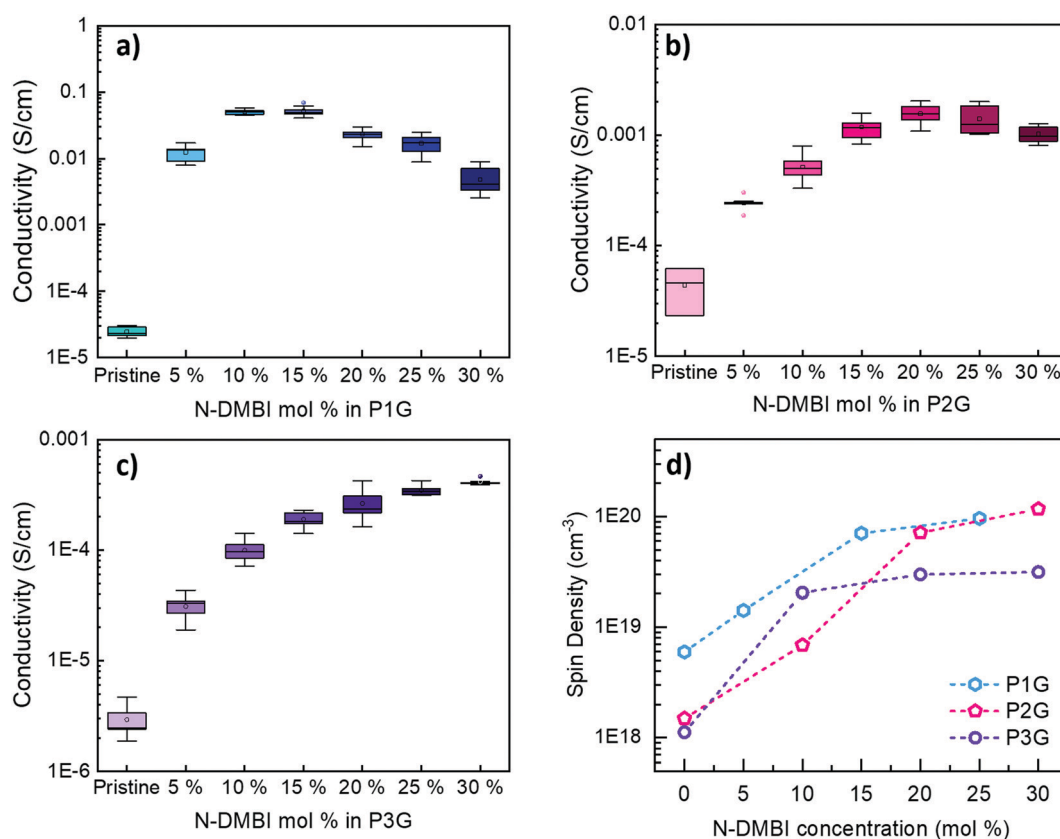 a)
Conductivity (S/cm)
1
0.1
0.01
0.001
1E-4
1E-5
Pristine 5 % 10 % 15 % 20 % 25 % 30 %
N-DMBI mol % in P1G
b)
Conductivity (S/cm)
0.01
0.001
1E-4
1E-5
Pristine 5 % 10 % 15 % 20 % 25 % 30 %
N-DMBI mol % in P2G
c)
Conductivity (S/cm)
0.001
1E-4
1E-5
1E-6
Pristine 5 % 10 % 15 % 20 % 25 % 30 %
N-DMBI mol % in P3G
d)
Spin Density (cm-3)
1E20
1E19
1E18
P1G
P2G
P3G
0 5 10 15 20 25 30
N-DMBI concentration (mol %)